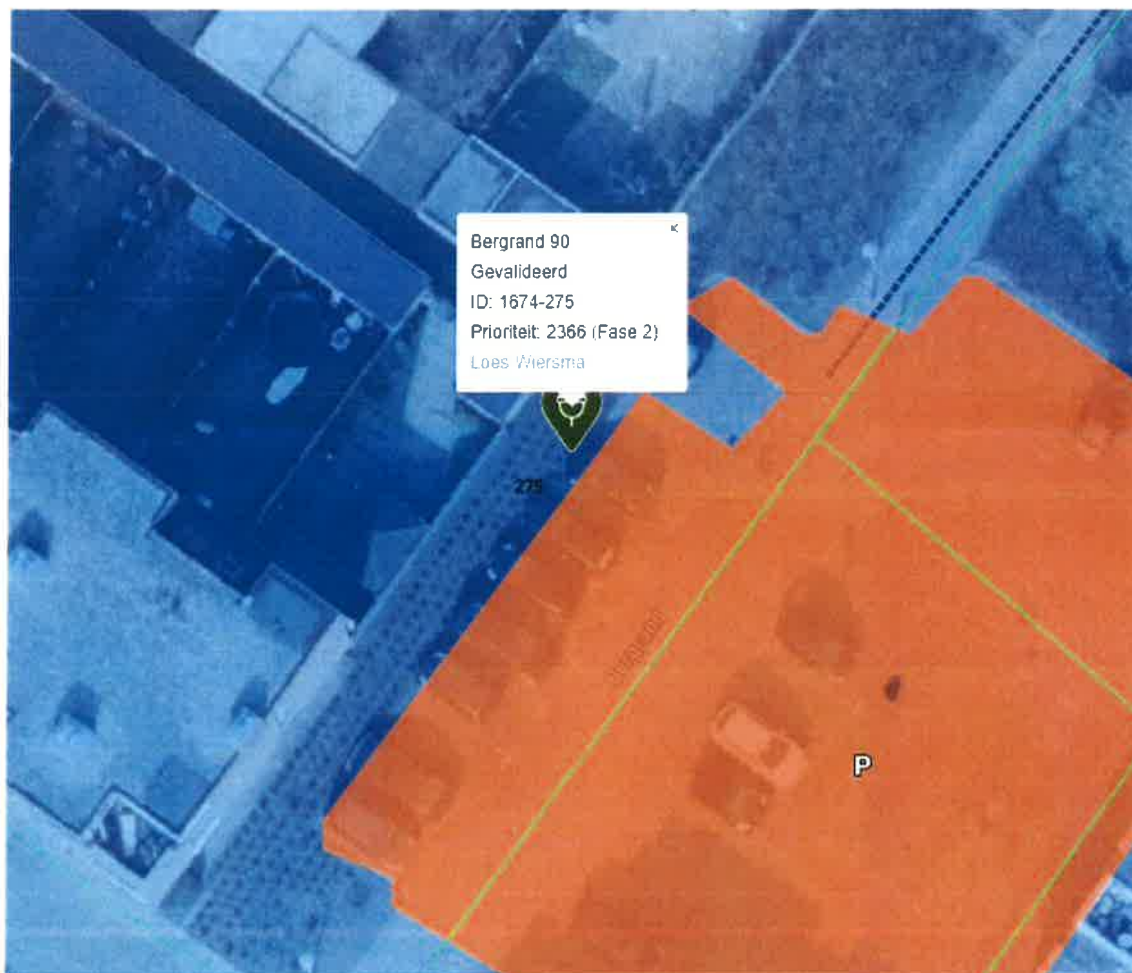 Bergrand 90
Gevalideerd
ID: 1674-275
Prioriteit: 2366 (Fase 2)
Loes Wiersma
275
P